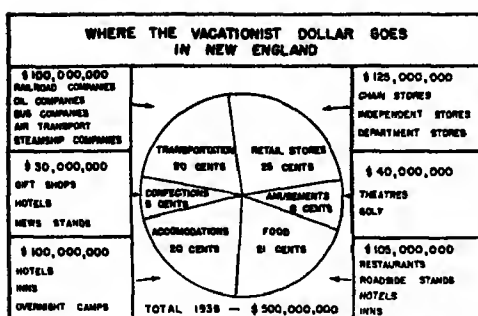 WHERE THE VACATIONIST DOLLAR GOES
IN NEW ENGLAND
$100,000,000
RAILROAD COMPANIES
OIL COMPANIES
BUS COMPANIES
AIR TRANSPORT
STEAMSHIP COMPANIES
$30,000,000
GIFT SHOPS
HOTELS
NEWS STANDS
$100,000,000
HOTELS
INNS
OVERNIGHT CAMPS
TRANSPORTATION
20 CENTS
RETAIL STORES
25 CENTS
CONFECTIONS
CENTS
AMUSEMENTS
CENTS
ACCOMODATIONS
20 CENTS
FOOD
21 CENTS
TOTAL — $500,000,000
$125,000,000
CHAIN STORES
INDEPENDENT STORES
DEPARTMENT STORES
$40,000,000
THEATRES
GOLF
$105,000,000
RESTAURANTS
ROADSIDE STANDS
HOTELS
INNS